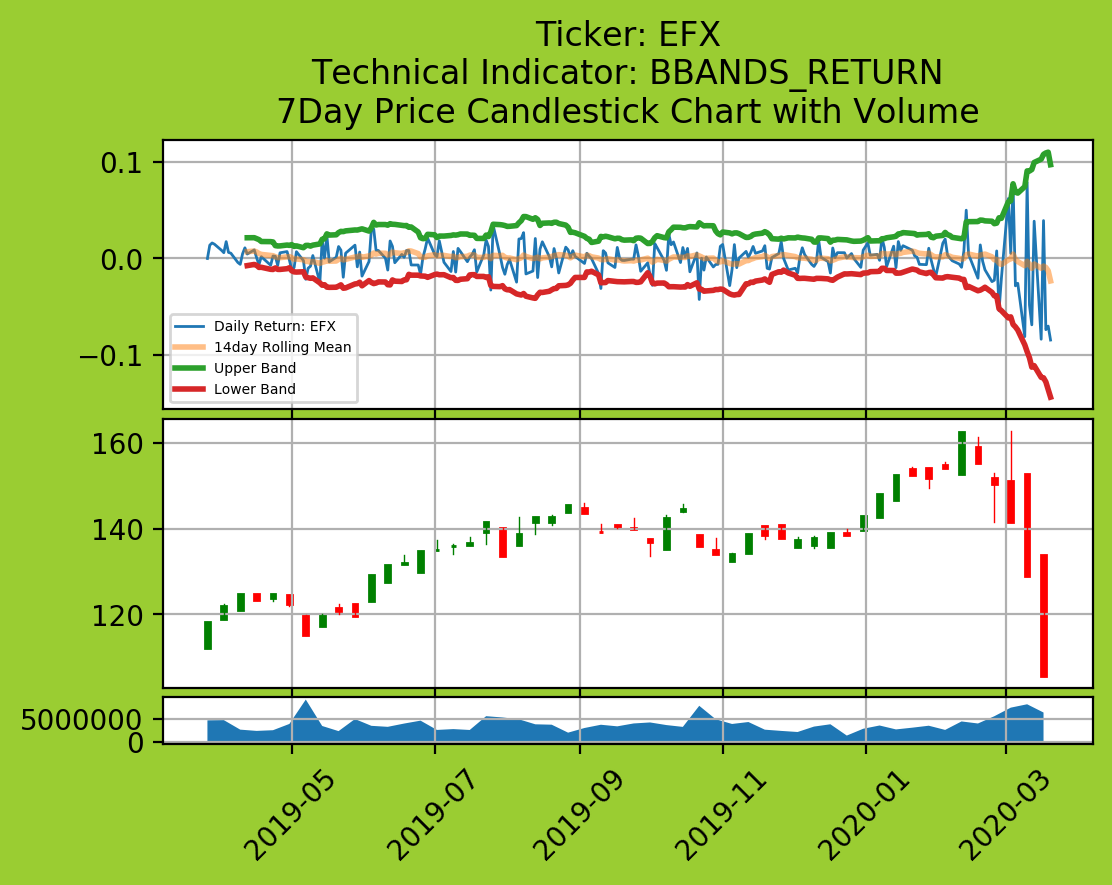 Ticker: EFX
Technical Indicator: BBANDS_RETURN
7Day Price Candlestick Chart with Volume
0.1
0.0
−0.1
Daily Return: EFX
14day Rolling Mean
Upper Band
Lower Band
160
140
120
5000000
0
2019-05
2019-07
2019-09
2019-11
2020-01
2020-03